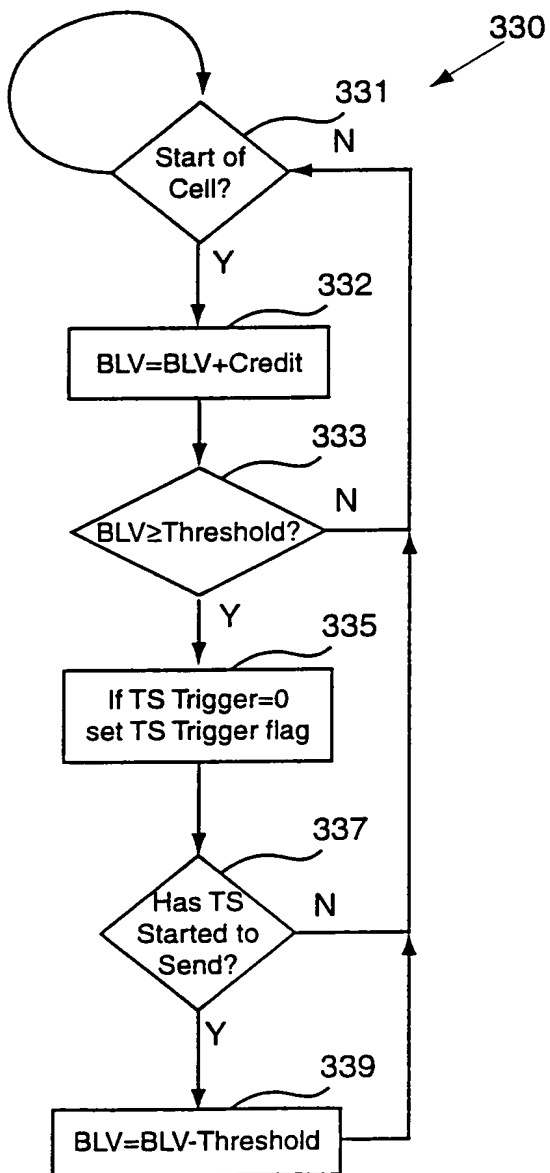 330
331
N
Start of
Cell?
Y
332
BLV=BLV+Credit
333
N
BLV≥Threshold?
Y
335
If TS Trigger=0
set TS Trigger flag
337
Has TS
Started to
Send?
N
Y
339
BLV=BLV-Threshold